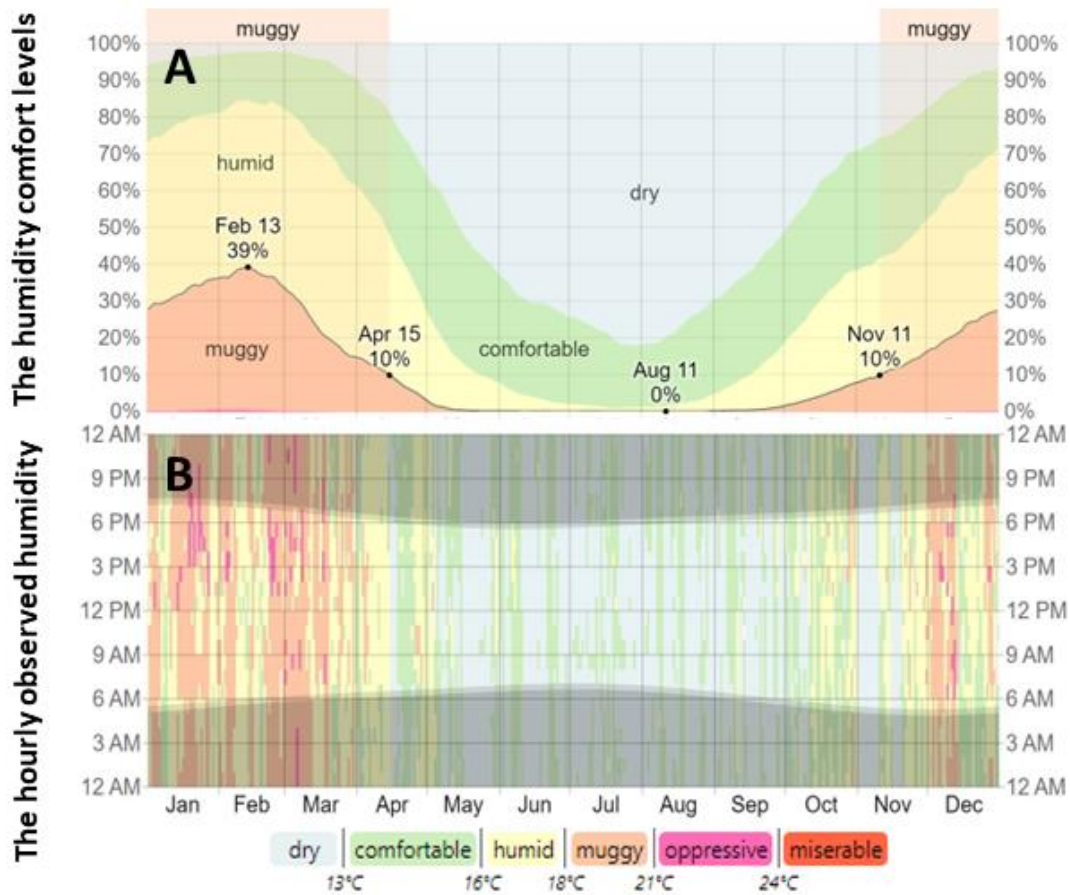 The humidity comfort levels
A
muggy muggy
100% 100%
90% 90%
80% 80%
70% 70%
60% 60%
50% 50%
40% 40%
30% 30%
20% 20%
10% 10%
0% 0%
humid
dry
Feb 13
39%
muggy
Apr 15
10%
comfortable
Aug 11
0%
Nov 11
10%
The hourly observed humidity
B
12 AM 12 AM
9 PM 9 PM
6 PM 6 PM
3 PM 3 PM
12 PM 12 PM
9 AM 9 AM
6 AM 6 AM
3 AM 3 AM
12 AM 12 AM
Jan Feb Mar Apr May Jun Jul Aug Sep Oct Nov Dec
dry comfortable humid muggy oppressive miserable
13°C 16°C 18°C 21°C 24°C